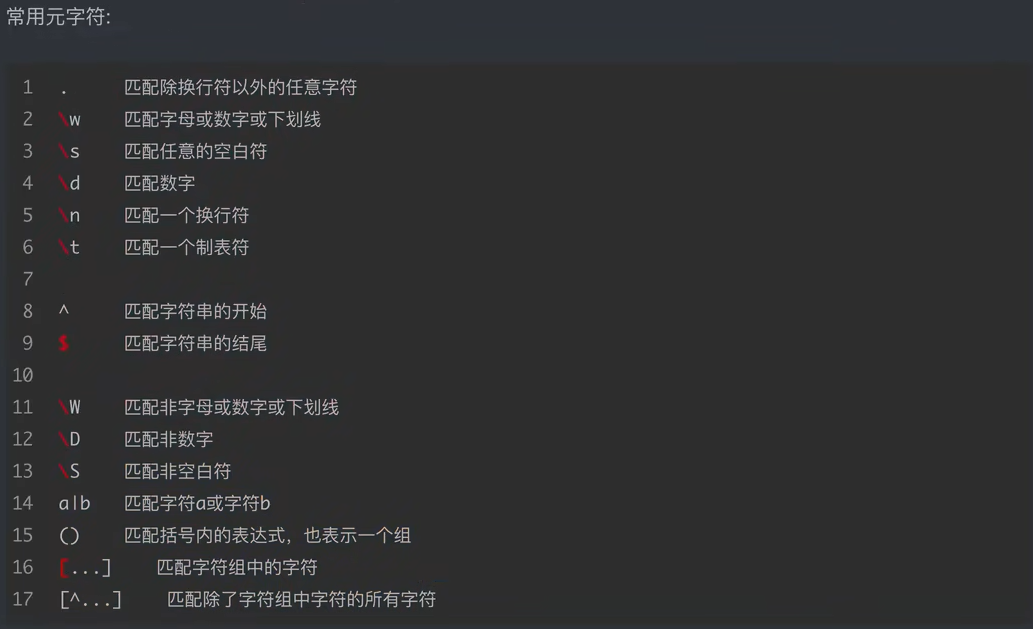 常用元字符:
1 . 匹配除换行符以外的任意字符
2 \w 匹配字母或数字或下划线
3 \s 匹配任意的空白符
4 \d 匹配数字
5 \n 匹配一个换行符
6 \t 匹配一个制表符
7
8 ^ 匹配字符串的开始
9 $ 匹配字符串的结尾
10
11 \W 匹配非字母或数字或下划线
12 \D 匹配非数字
13 \S 匹配非空白符
14 a|b 匹配字符a或字符b
15 () 匹配括号内的表达式，也表示一个组
16 [...] 匹配字符组中的字符
17 [^...] 匹配除了字符组中字符的所有字符